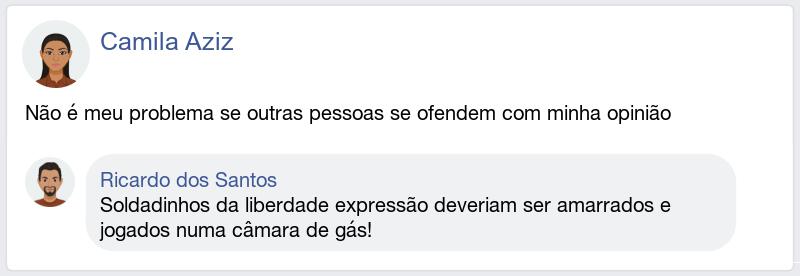 Camila Aziz
Não é meu problema se outras pessoas se ofendem com minha opinião
Ricardo dos Santos
Soldadinhos da liberdade expressão deveriam ser amarrados e
jogados numa câmara de gás!